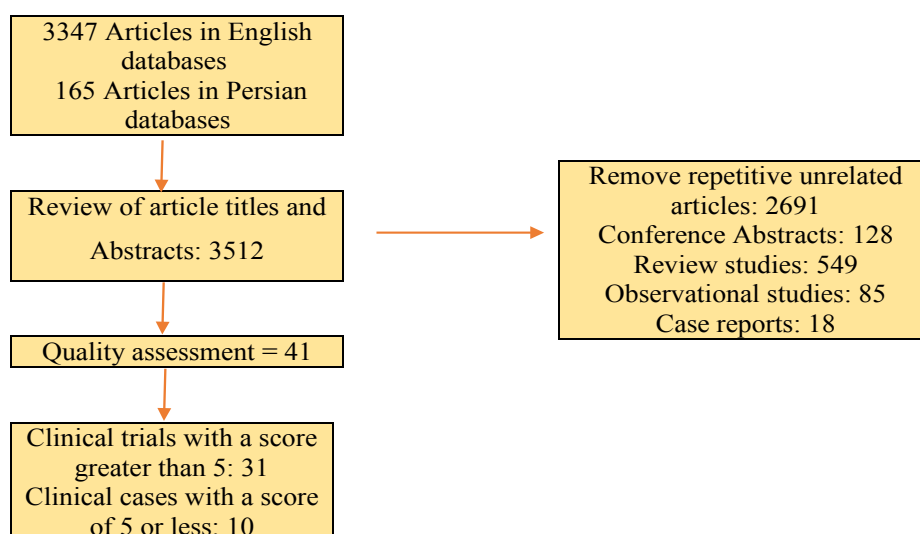 3347 Articles in English
databases
165 Articles in Persian
databases
Review of article titles and
Abstracts: 3512
Remove repetitive unrelated
articles: 2691
Conference Abstracts: 128
Review studies: 549
Observational studies: 85
Case reports: 18
Quality assessment = 41
Clinical trials with a score
greater than 5: 31
Clinical cases with a score
of 5 or less: 10